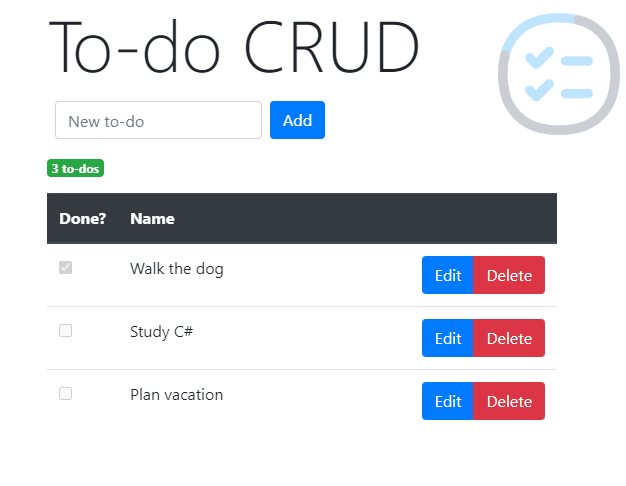 To-do CRUD
New to-do Add
3 to-dos
Done? Name
Walk the dog Edit Delete
Study C# Edit Delete
Plan vacation Edit Delete